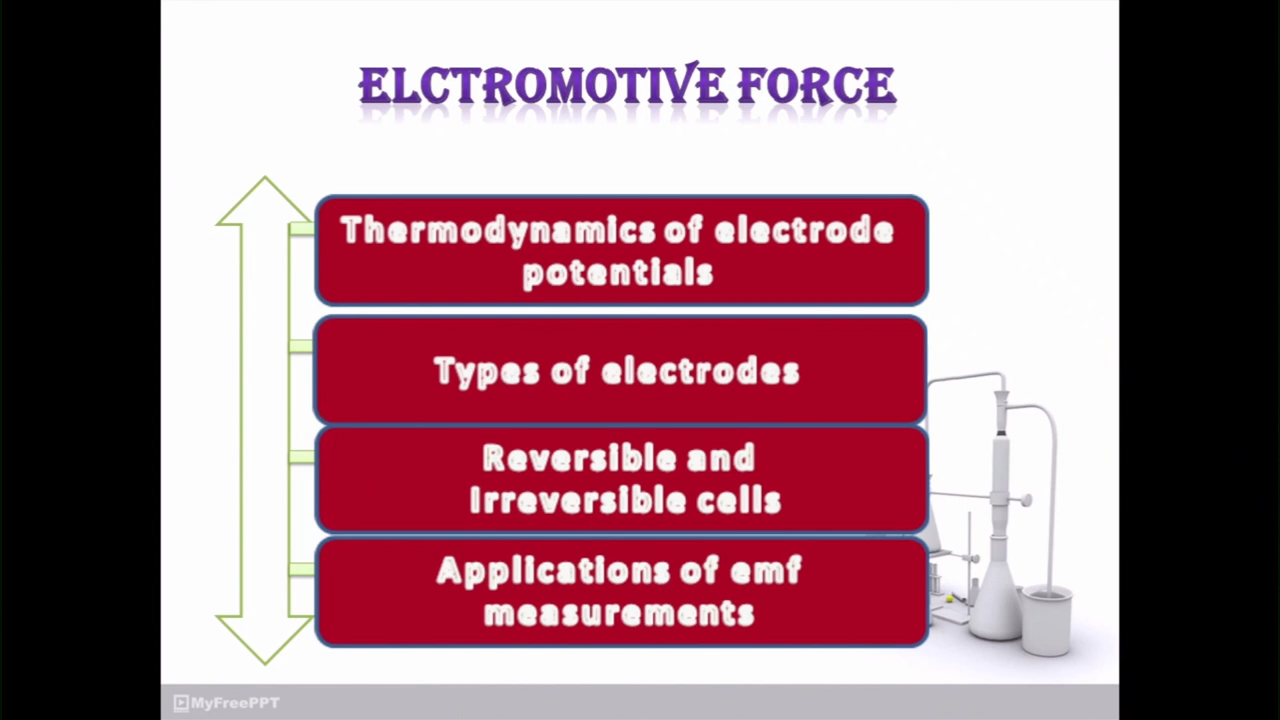 ELCTROMOTIVE FORCE
Thermodynamics of electrode
potentials
Types of electrodes
Reversible and
Irreversible cells
Applications of emf
measurements
MyFreePPT